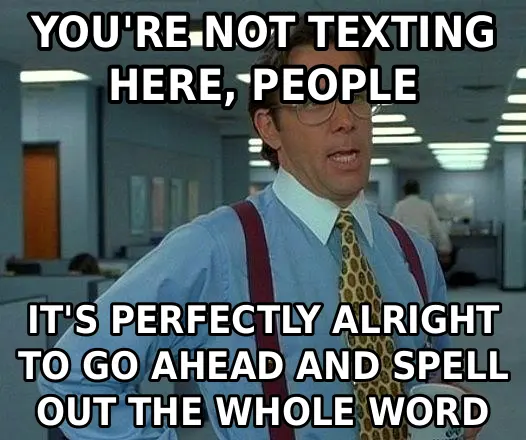 YOU'RE NOT TEXTING
HERE, PEOPLE
IT'S PERFECTLY ALRIGHT
TO GO AHEAD AND SPELL
OUT THE WHOLE WORD